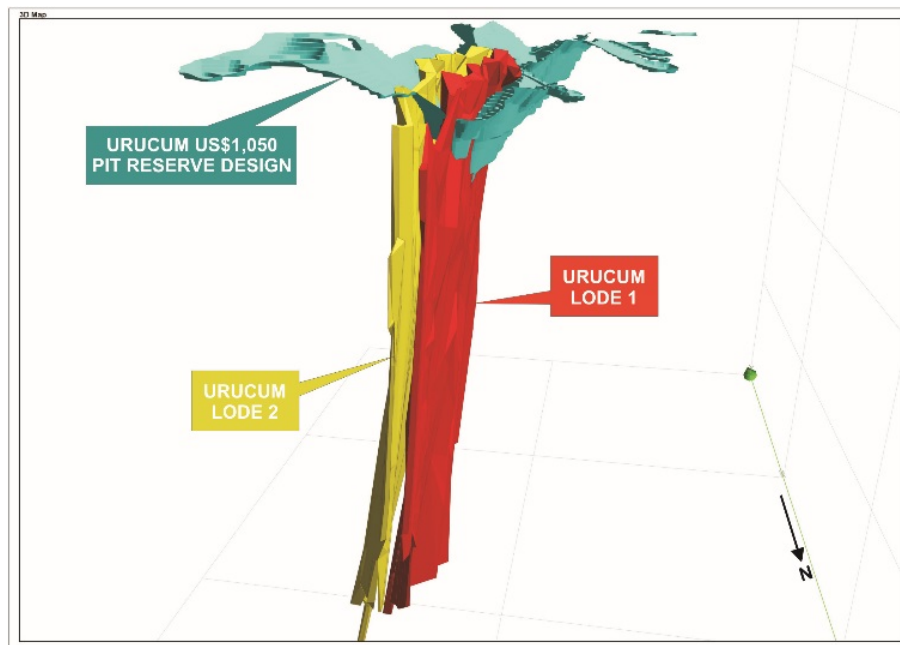 3D Map
URUCUM US$1,050
PIT RESERVE DESIGN
URUCUM
LODE 1
URUCUM
LODE 2
N